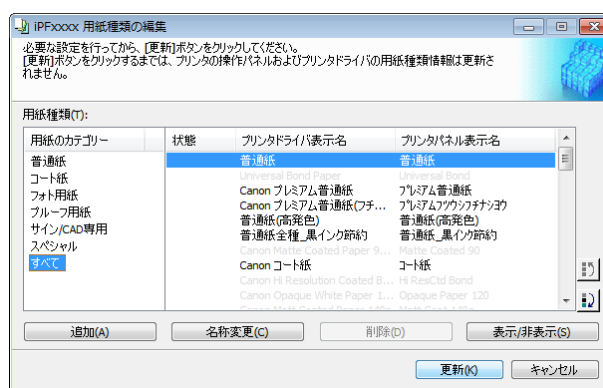 iPFxxxx 用紙種類の編集
必要な設定を行ってから、[更新]ボタンをクリックしてください。
[更新]ボタンをクリックするまでは、プリンタの操作パネルおよびプリンタドライバの用紙種類情報は更新さ
れません。
用紙種類(T):
用紙のカテゴリー 状態 プリンタドライバ表示名 プリンタパネル表示名
普通紙 普通紙 普通紙
コート紙 Universal Bond Paper Universal Bond
フォト用紙 Canon プレミアム普通紙 プレミアム普通紙
プルーフ用紙 Canon プレミアム普通紙(フチ... プレミアムフツウシフチナシヨウ
サイン/CAD専用 普通紙(高発色) 普通紙(高発色)
スペシャル 普通紙全種_黒インク節約 普通紙_黒インク節約
すべて Canon Matte Coated Paper 9... Matte Coated 90
Canon コート紙 コート紙
Canon Hi Resolution Coated B... Hi ResCtd Bond
Canon Opaque White Paper 1... Opaque Paper 120
追加(A) 名称変更(C) 削除(D) 表示/非表示(S)
更新(K) キャンセル